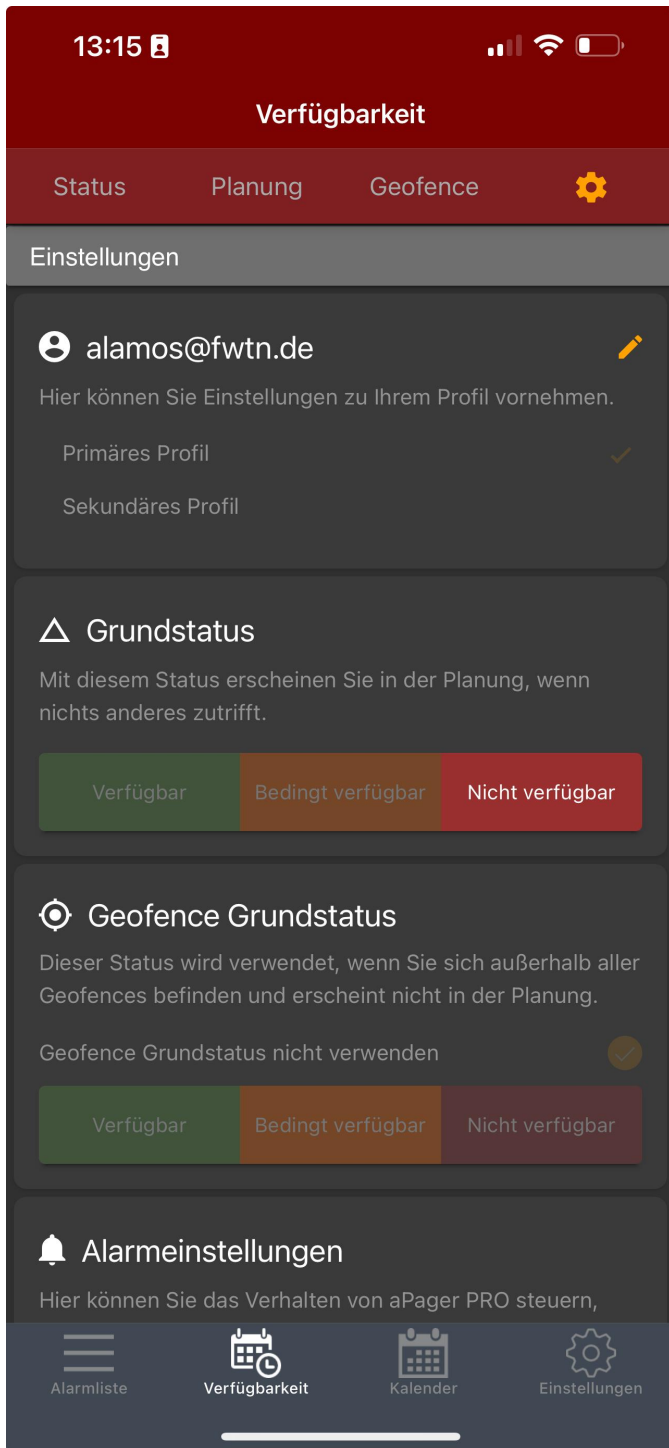 13:15
Verfügbarkeit
Status Planung Geofence
Einstellungen
alamos@fwtn.de
Hier können Sie Einstellungen zu Ihrem Profil vornehmen.
Primäres Profil
Sekundäres Profil
Grundstatus
Mit diesem Status erscheinen Sie in der Planung, wenn
nichts anderes zutrifft.
Verfügbar Bedingt verfügbar Nicht verfügbar
Geofence Grundstatus
Dieser Status wird verwendet, wenn Sie sich außerhalb aller
Geofences befinden und erscheint nicht in der Planung.
Geofence Grundstatus nicht verwenden
Verfügbar Bedingt verfügbar Nicht verfügbar
Alarmeinstellungen
Hier können Sie das Verhalten von aPager PRO steuern,
Alarmliste Verfügbarkeit Kalender Einstellungen